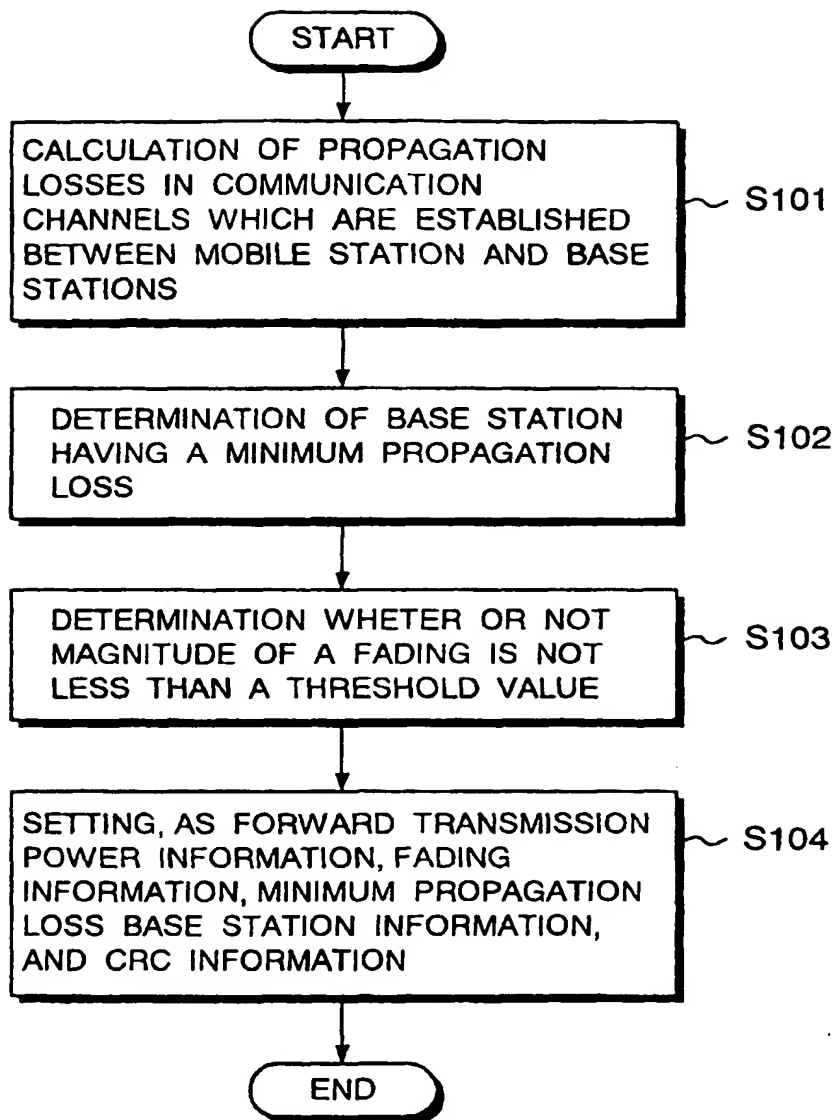 START
CALCULATION OF PROPAGATION
LOSSES IN COMMUNICATION
CHANNELS WHICH ARE ESTABLISHED
BETWEEN MOBILE STATION AND BASE
STATIONS
S101
DETERMINATION OF BASE STATION
HAVING A MINIMUM PROPAGATION
LOSS
S102
DETERMINATION WHETER OR NOT
MAGNITUDE OF A FADING IS NOT
LESS THAN A THRESHOLD VALUE
S103
SETTING, AS FORWARD TRANSMISSION
POWER INFORMATION, FADING
INFORMATION, MINIMUM PROPAGATION
LOSS BASE STATION INFORMATION,
AND CRC INFORMATION
S104
END